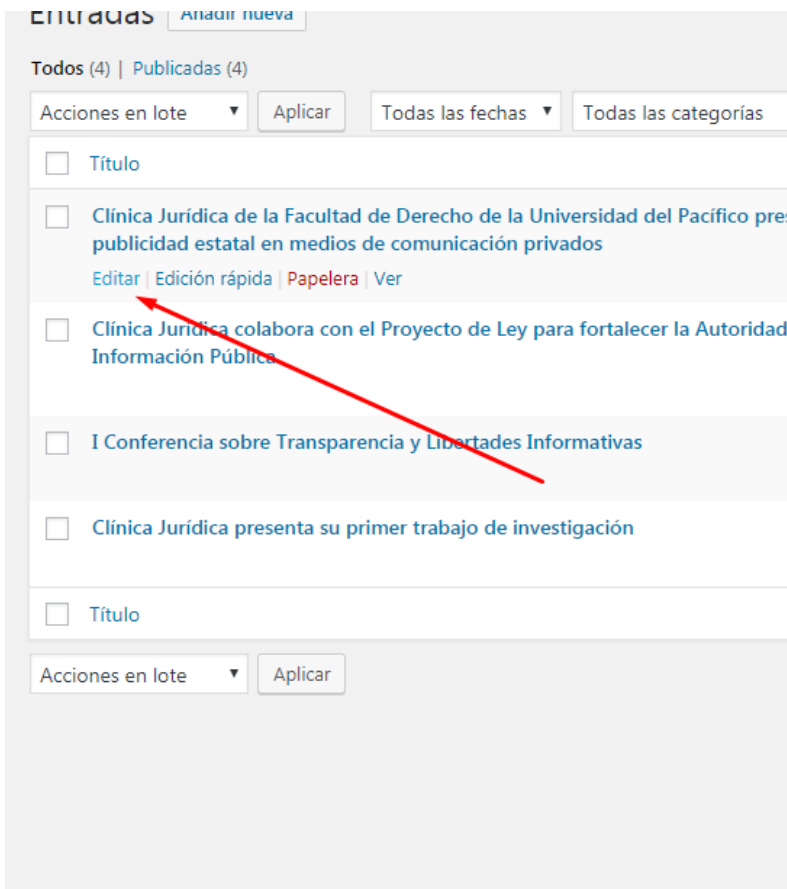 Entradas Añadir nueva
Todos (4) | Publicadas (4)
Acciones en lote Aplicar Todas las fechas Todas las categorías
Título
Clínica Jurídica de la Facultad de Derecho de la Universidad del Pacífico pres
publicidad estatal en medios de comunicación privados
Editar | Edición rápida | Papelera | Ver
Clínica Jurídica colabora con el Proyecto de Ley para fortalecer la Autoridad
Información Pública.
I Conferencia sobre Transparencia y Libertades Informativas
Clínica Jurídica presenta su primer trabajo de investigación
Título
Acciones en lote Aplicar